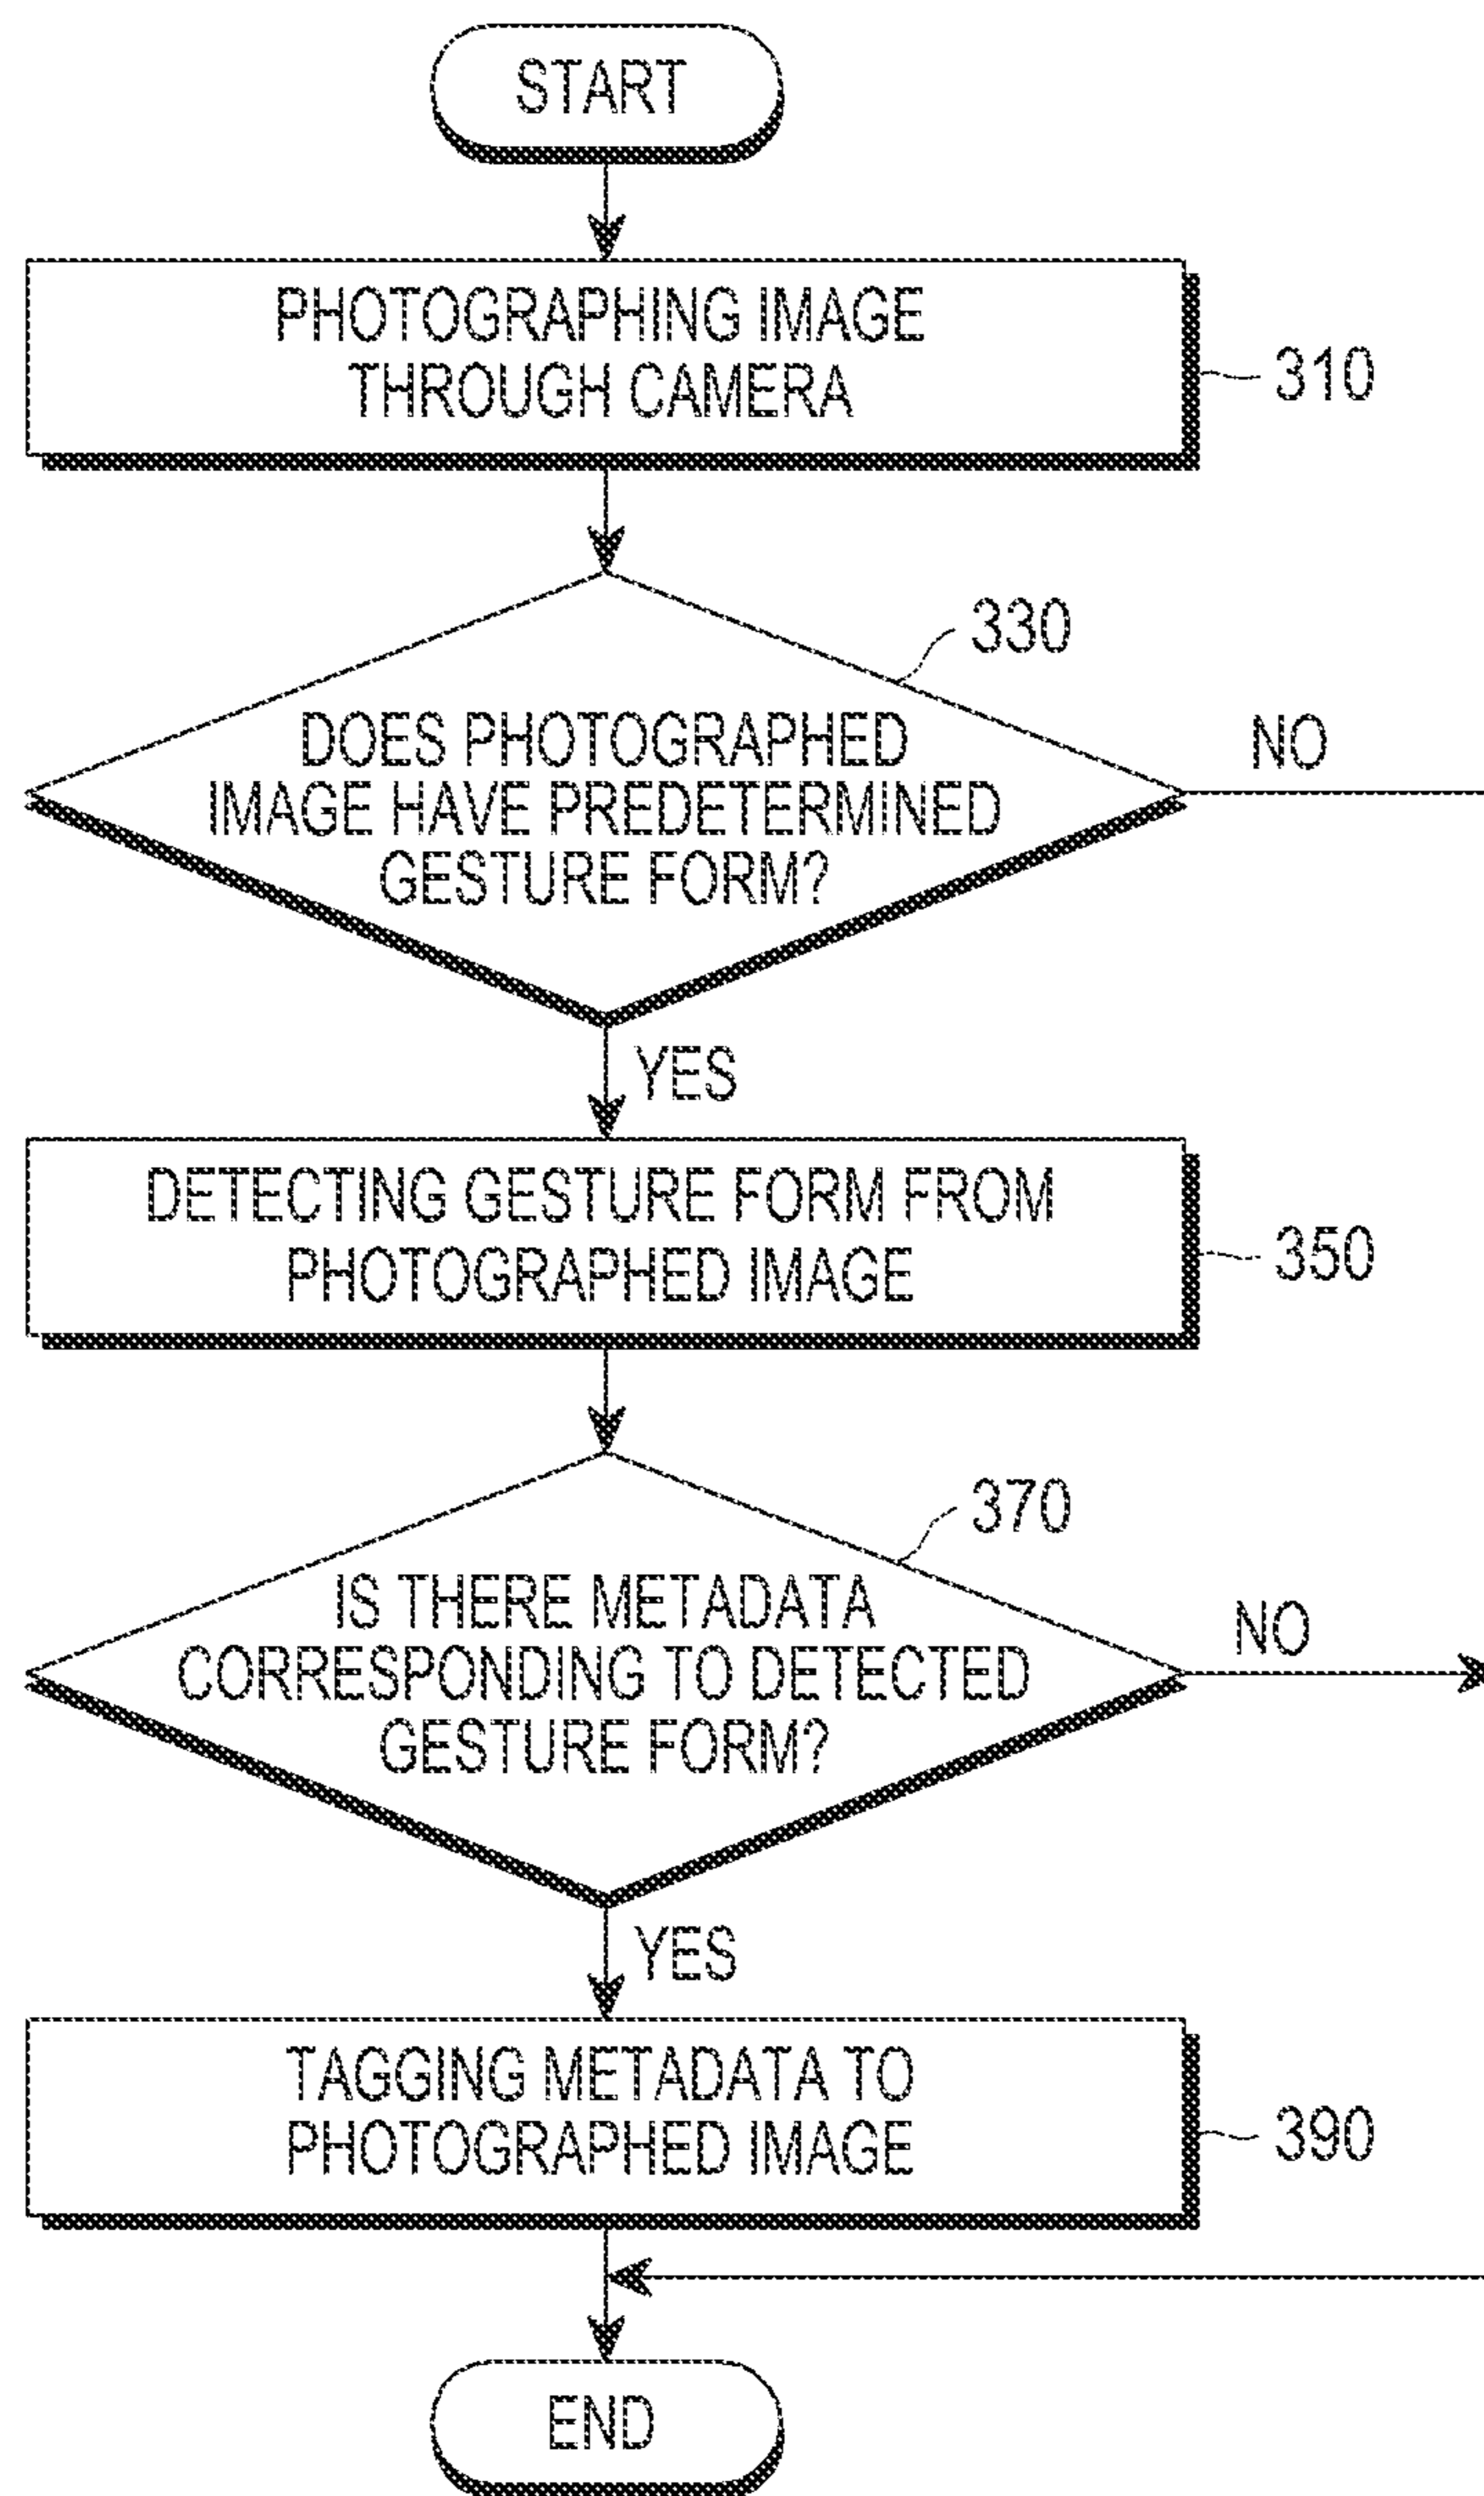 START
PHOTOGRAPHING IMAGE
THROUGH CAMERA
310
330
DOES PHOTOGRAPHED
IMAGE HAVE PREDETERMINED
GESTURE FORM?
NO
YES
DETECTING GESTURE FORM FROM
PHOTOGRAPHED IMAGE
350
370
IS THERE METADATA
CORRESPONDING TO DETECTED
GESTURE FORM?
NO
YES
TAGGING METADATA TO
PHOTOGRAPHED IMAGE
390
END